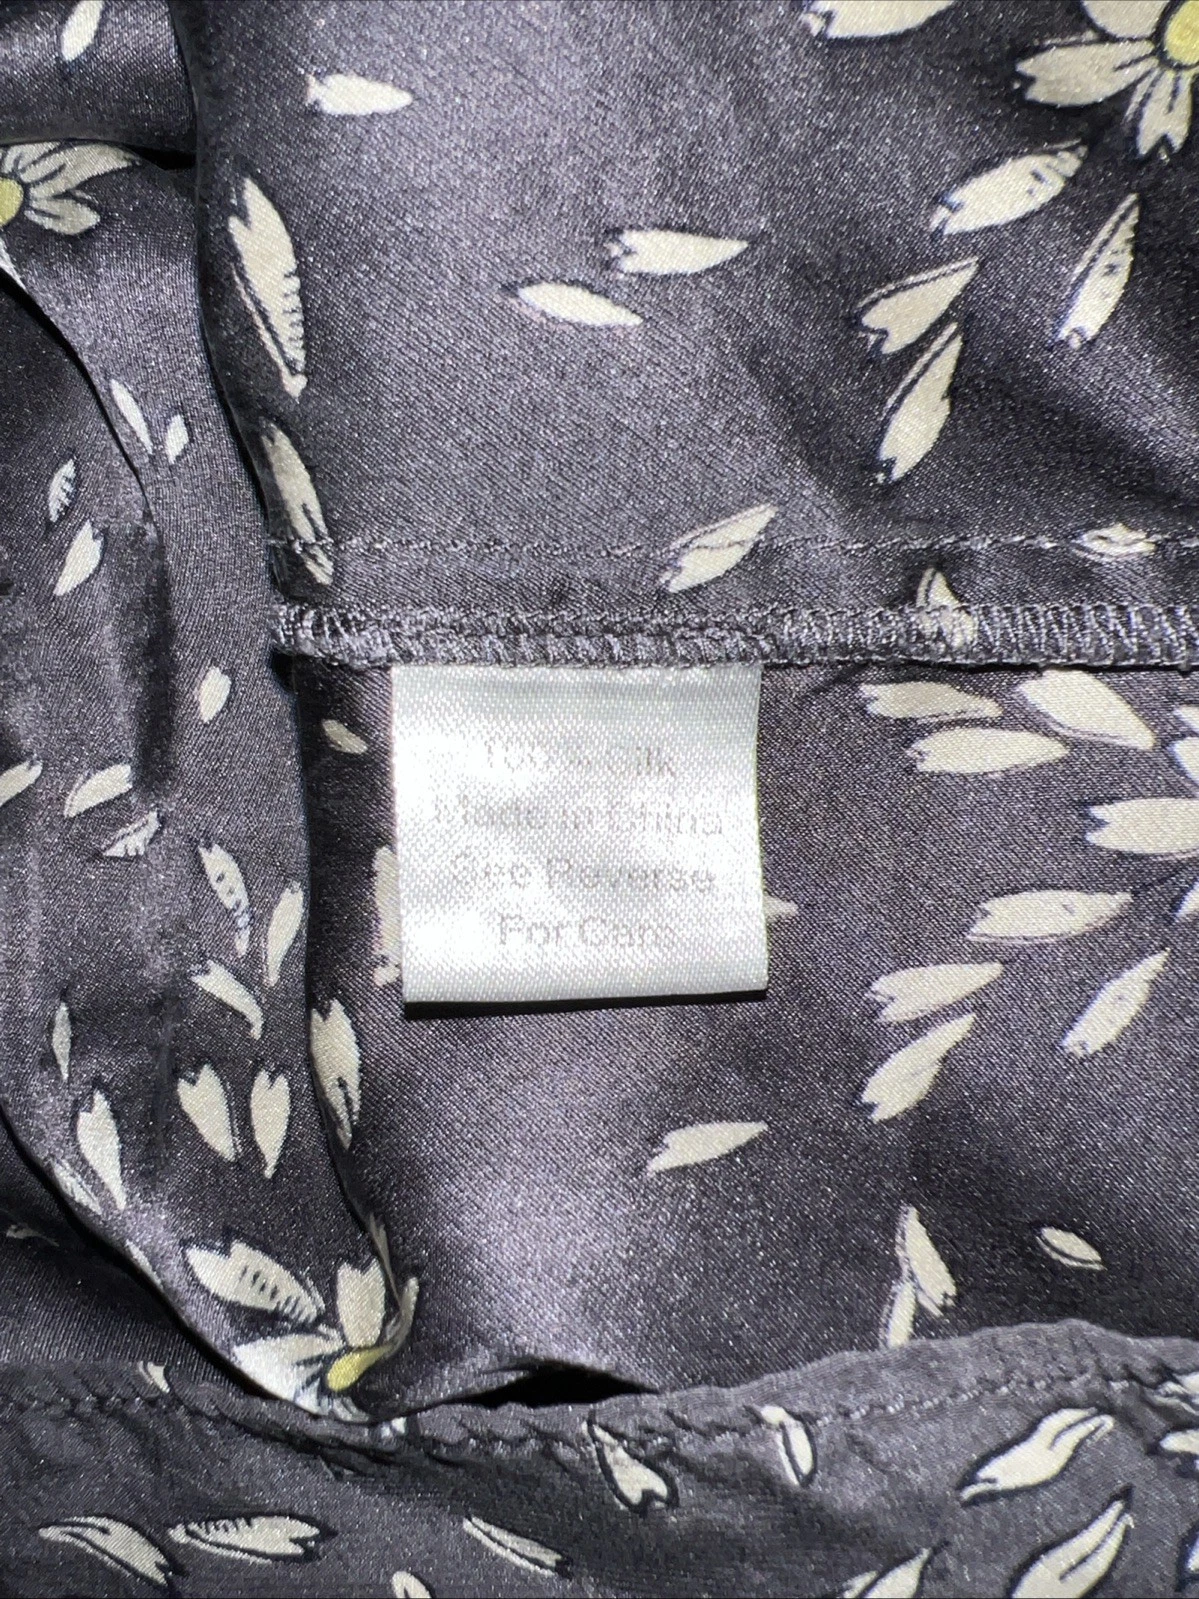 100% Silk
Made in China
See Reverse
For Care